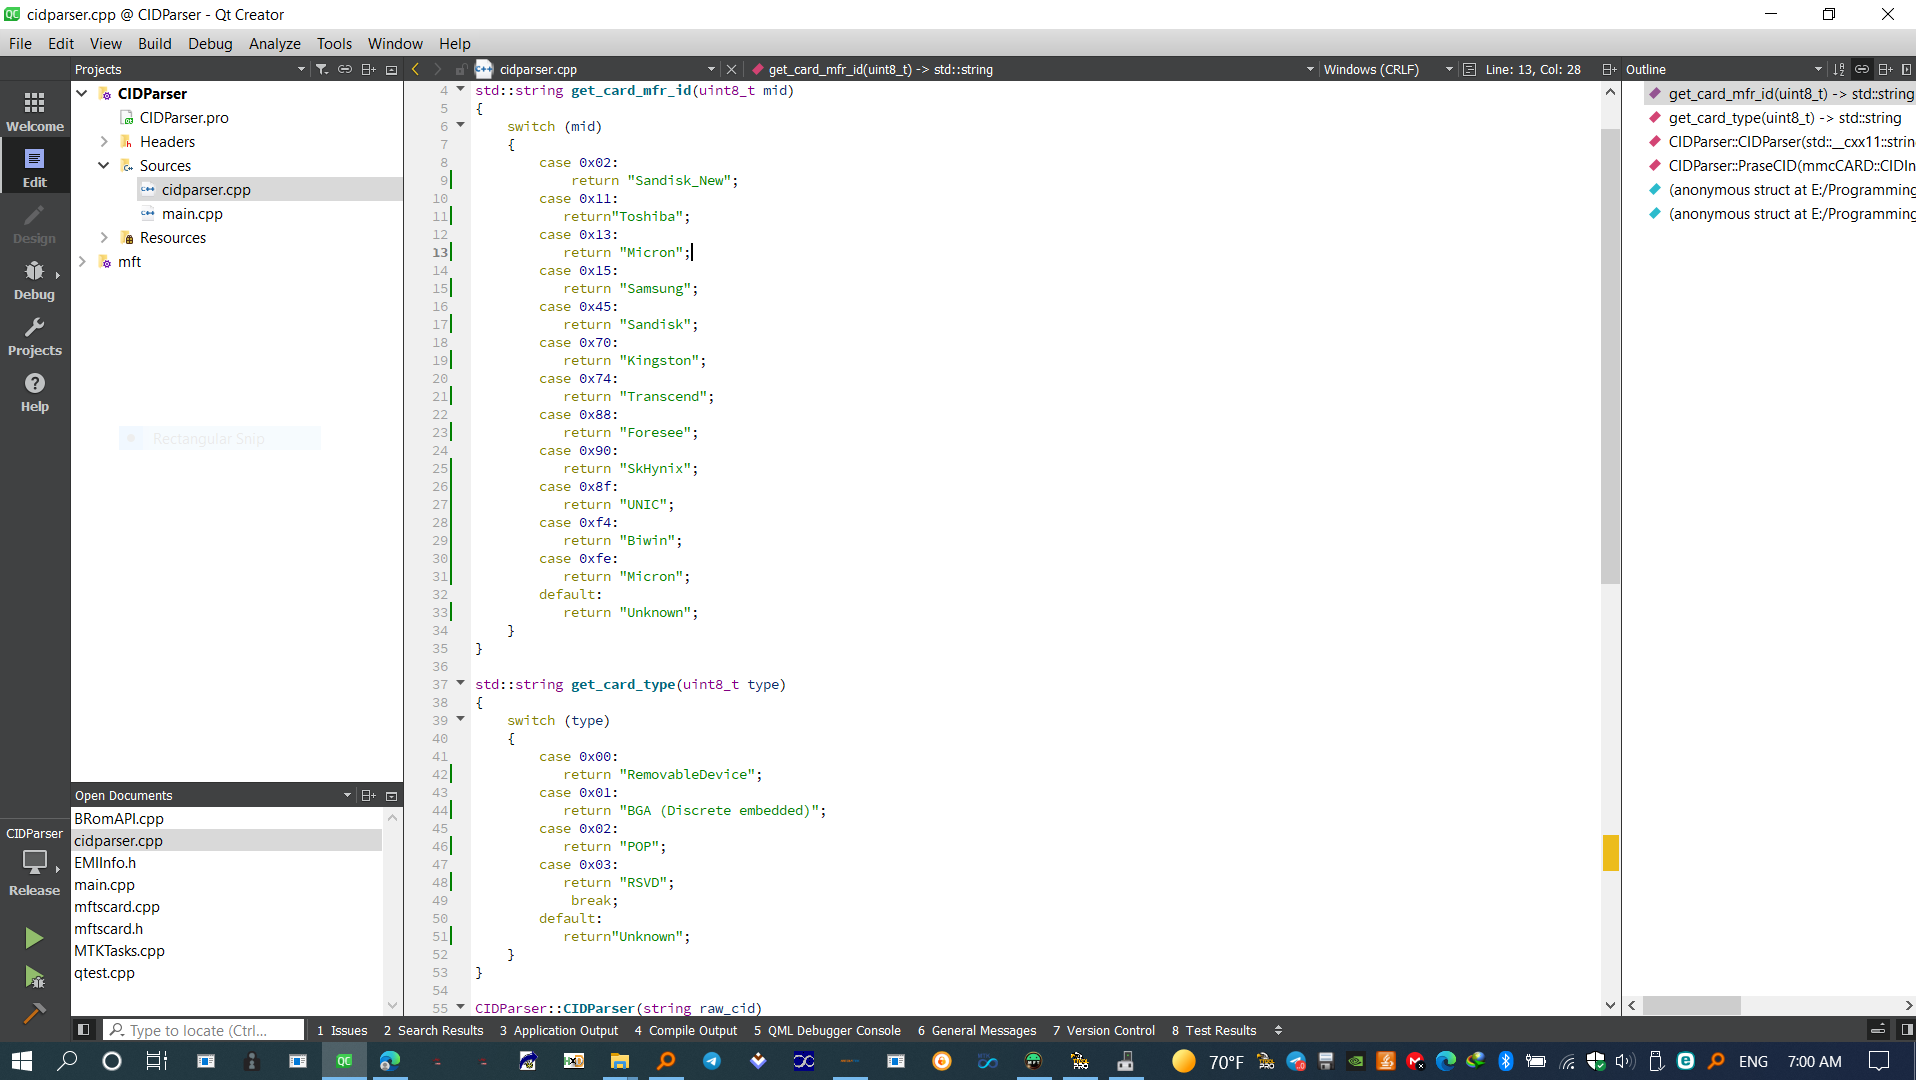 cidparser.cpp @ CIDParser - Qt Creator
File Edit View Build Debug Analyze Tools Window Help
Projects
cidparser.cpp
get_card_mfr_id(uint8_t) -> std::string
Windows (CRLF)
Line: 13, Col: 28
Outline
Welcome
Edit
Design
Debug
Projects
Help
CIDParser
CIDParser.pro
Headers
Sources
cidparser.cpp
main.cpp
Resources
mft
Rectangular Snip
4 std::string get_card_mfr_id(uint8_t mid)
5 {
6 switch (mid)
7 {
8 case 0x02:
9 return "Sandisk_New";
10 case 0x11:
11 return"Toshiba";
12 case 0x13:
13 return "Micron";
14 case 0x15:
15 return "Samsung";
16 case 0x45:
17 return "Sandisk";
18 case 0x70:
19 return "Kingston";
20 case 0x74:
21 return "Transcend";
22 case 0x88:
23 return "Foresee";
24 case 0x90:
25 return "SkHynix";
26 case 0x8f:
27 return "UNIC";
28 case 0xf4:
29 return "Biwin";
30 case 0xfe:
31 return "Micron";
32 default:
33 return "Unknown";
34 }
35 }
36
37 std::string get_card_type(uint8_t type)
38 {
39 switch (type)
40 {
41 case 0x00:
42 return "RemovableDevice";
43 case 0x01:
44 return "BGA (Discrete embedded)";
45 case 0x02:
46 return "POP";
47 case 0x03:
48 return "RSVD";
49 break;
50 default:
51 return"Unknown";
52 }
53 }
54
55 CIDParser::CIDParser(string raw_cid)
get_card_mfr_id(uint8_t) -> std::string
get_card_type(uint8_t) -> std::string
CIDParser::CIDParser(std::__cxx11::strin
CIDParser::PraseCID(mmcCARD::CIDIn
(anonymous struct at E:/Programming
(anonymous struct at E:/Programming
Open Documents
BRomAPI.cpp
cidparser.cpp
EMIInfo.h
main.cpp
mftscard.cpp
mftscard.h
MTKTasks.cpp
qtest.cpp
CIDParser
Release
Type to locate (Ctrl...
1 Issues 2 Search Results 3 Application Output 4 Compile Output 5 QML Debugger Console 6 General Messages 7 Version Control 8 Test Results
70°F
ENG
7:00 AM